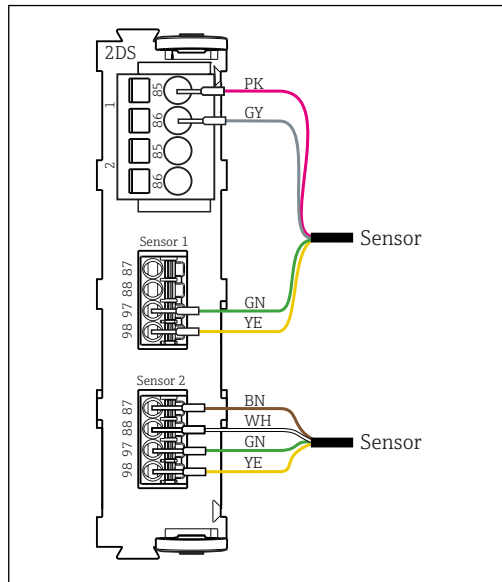 2DS
1
2
85
86
85
86
PK
GY
Sensor
Sensor 1
87
88
97
98
GN
YE
Sensor 2
87
88
97
98
BN
WH
GN
YE
Sensor